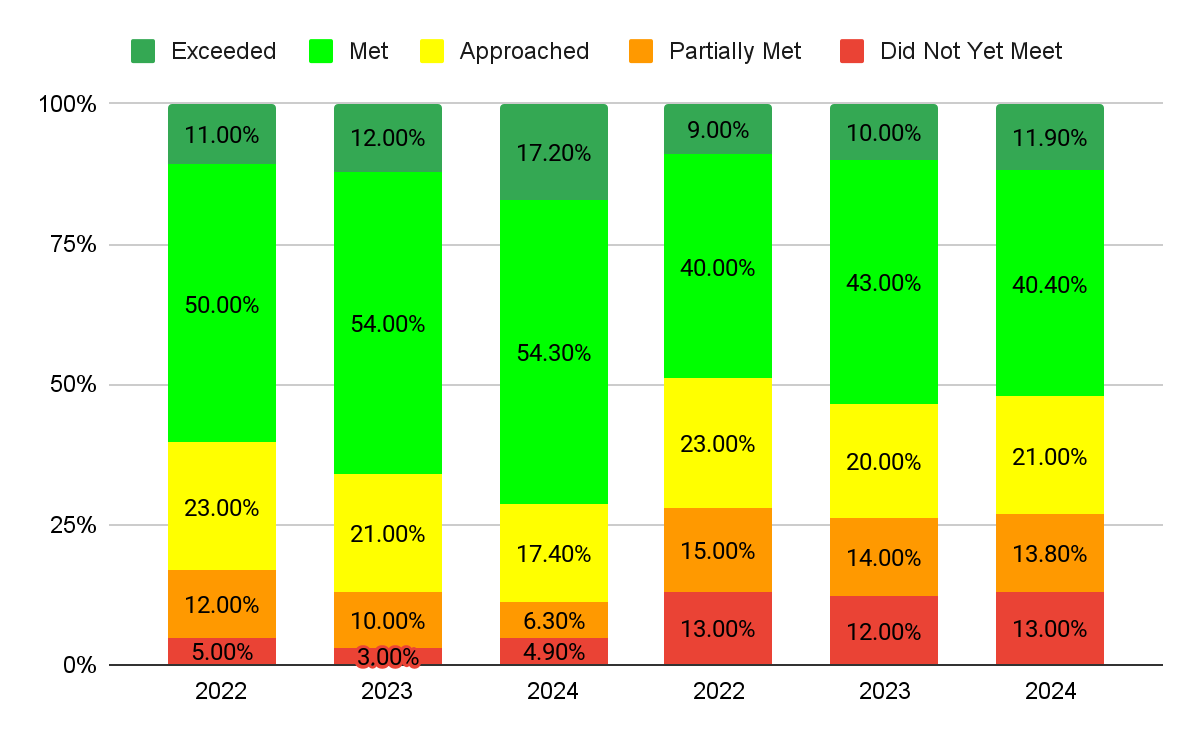 Exceeded Met Approached Partially Met Did Not Yet Meet
100%
75%
50%
25%
0%
11.00% 12.00% 17.20% 9.00% 10.00% 11.90%
50.00% 54.00% 54.30% 40.00% 43.00% 40.40%
23.00% 21.00% 17.40% 23.00% 20.00% 21.00%
12.00% 10.00% 6.30% 15.00% 14.00% 13.80%
5.00% 3.00% 4.90% 13.00% 12.00% 13.00%
2022 2023 2024 2022 2023 2024